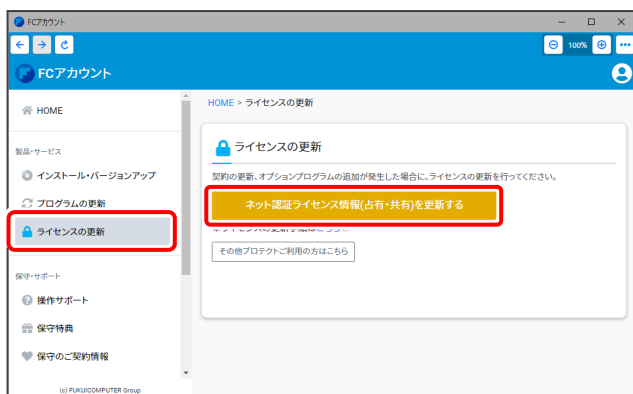 FCアカウント
100%
FCアカウント
HOME
製品・サービス
インストール・バージョンアップ
プログラムの更新
ライセンスの更新
保守・サポート
操作サポート
保守特典
保守のご契約情報
(c) FUKUICOMPUTER Group
HOME > ライセンスの更新
ライセンスの更新
契約の更新、オプションプログラムの追加が発生した場合に、ライセンスの更新を行ってください。
ネット認証ライセンス情報(占有・共有)を更新する
その他プロテクトご利用の方はこちら